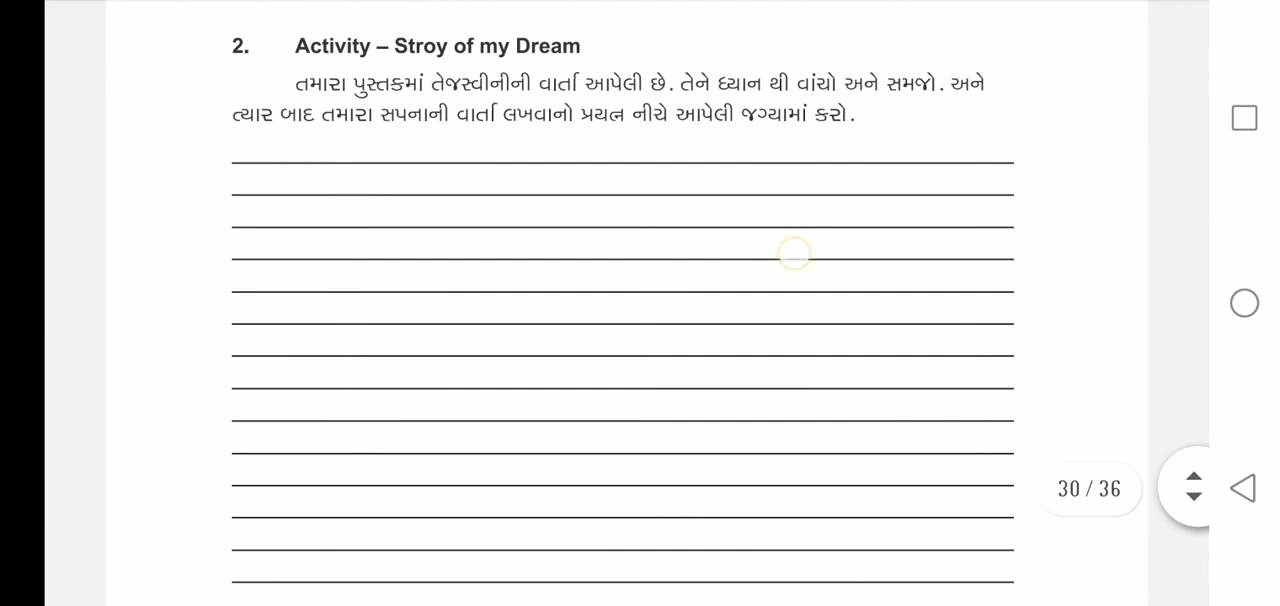 2. Activity – Stroy of my Dream
તમારા પુસ્તકમાં તેજસ્વીનીની વાર્તા આપેલી છે. તેને ધ્યાન થી વાંચો અને સમજો. અને
ત્યાર બાદ તમારા સપનાની વાર્તા લખવાનો પ્રયત્ન નીચે આપેલી જગ્યામાં કરો.
30 / 36